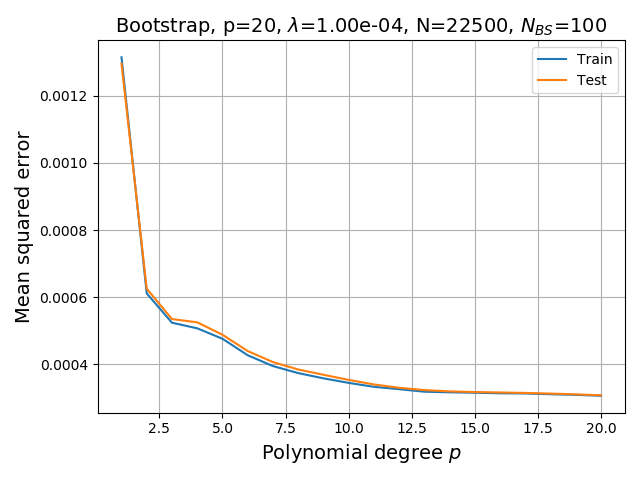 Bootstrap, p=20, λ=1.00e-04, N=22500, N_BS=100
Train
Test
Mean squared error
0.0012
0.0010
0.0008
0.0006
0.0004
2.5 5.0 7.5 10.0 12.5 15.0 17.5 20.0
Polynomial degree p